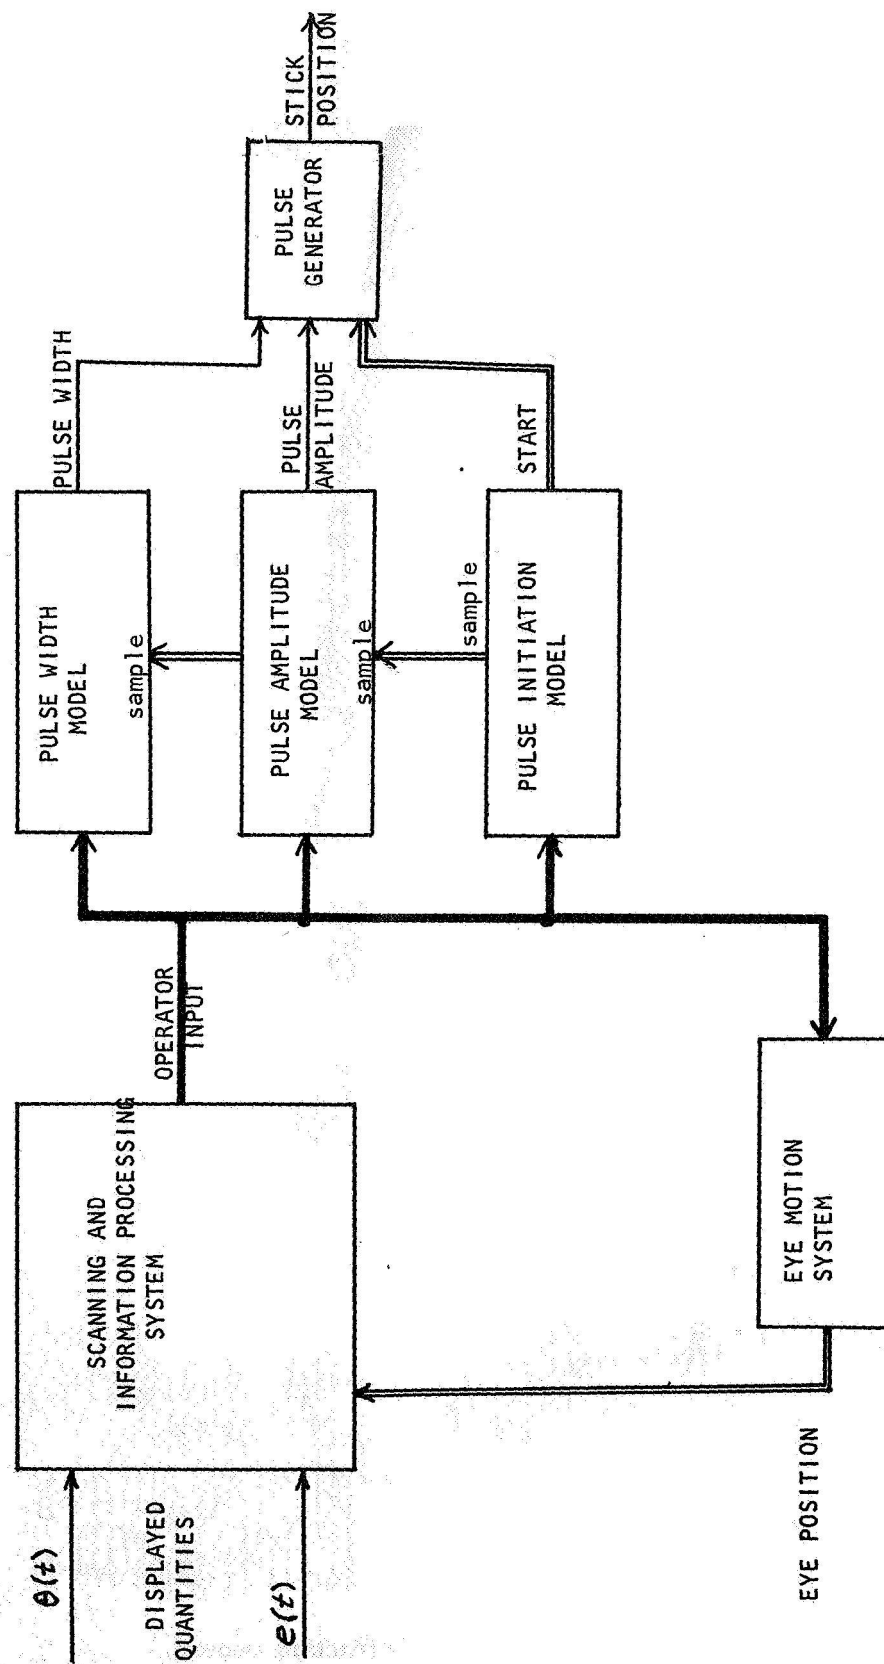 θ(t)
DISPLAYED
QUANTITIES
e(t)
SCANNING AND
INFORMATION PROCESSING
SYSTEM
OPERATOR
INPUT
EYE POSITION
EYE MOTION
SYSTEM
PULSE WIDTH
MODEL
sample
PULSE AMPLITUDE
MODEL
sample
sample
PULSE INITIATION
MODEL
PULSE WIDTH
PULSE
AMPLITUDE
START
PULSE
GENERATOR
STICK
POSITION